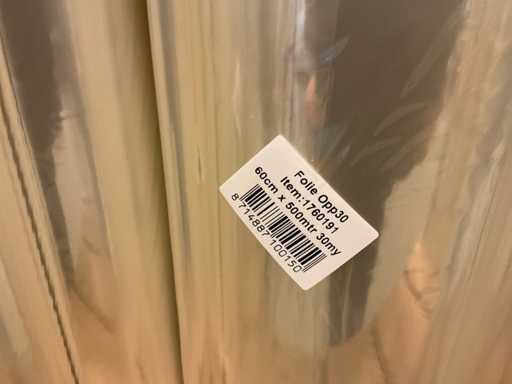 Folie Opp30
Item:1760191
60cm x 500mtr 30my
8 714887 100150